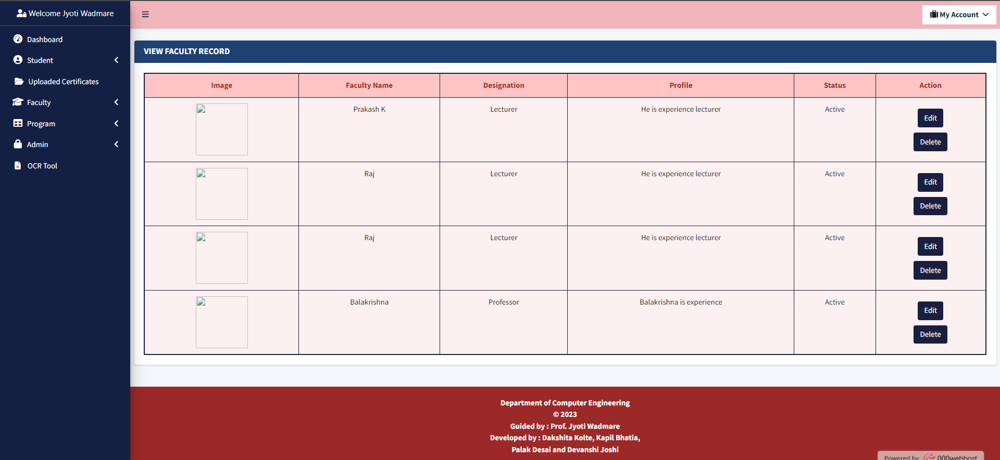 Welcome Jyoti Wadmare
My Account
Dashboard
Student
Uploaded Certificates
Faculty
Program
Admin
OCR Tool
VIEW FACULTY RECORD
Image Faculty Name Designation Profile Status Action
Prakash K Lecturer He is experience lecturer Active Edit
Delete
Raj Lecturer He is experience lecturer Active Edit
Delete
Raj Lecturer He is experience lecturer Active Edit
Delete
Balakrishna Professor Balakrishna is experience Active Edit
Delete
Department of Computer Engineering
© 2023
Guided by : Prof. Jyoti Wadmare
Developed by : Dakshita Kolte, Kapil Bhatia,
Palak Desai and Devanshi Joshi
Powered by 000webhost